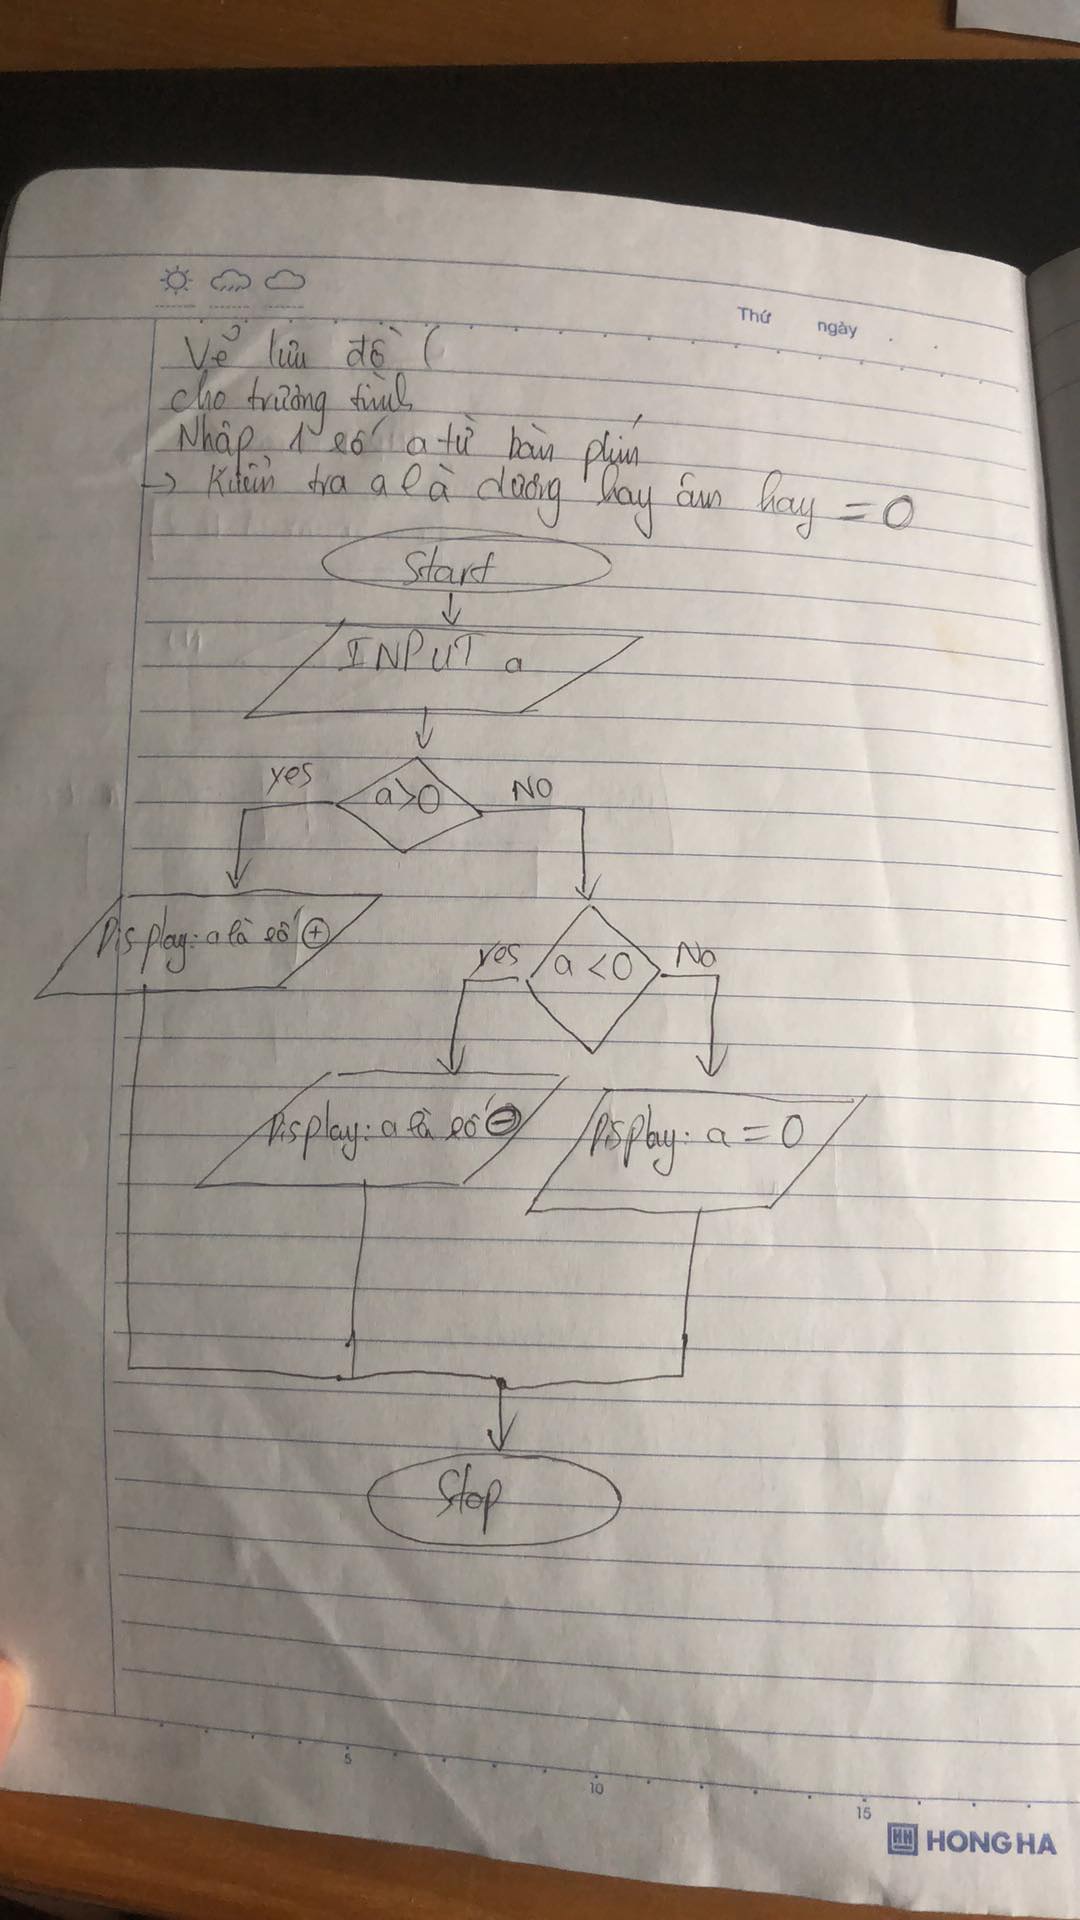 Thứ ngày
Vẽ lưu đồ (
cho trương trình
Nhập 1 số a từ bàn phím
→ Kiểm tra a là dương hay âm hay = 0
Start
INPUT a
yes a>0 NO
Display: a là số ⊕
yes a<0 No
Display: a là số ⊖
Display: a = 0
Stop
5 10 15
HH HONG HA